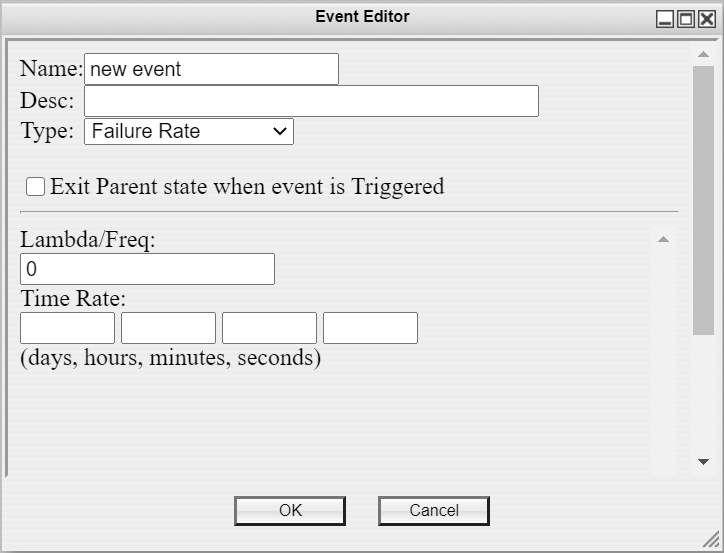 Event Editor
Name: new event
Desc:
Type: Failure Rate
Exit Parent state when event is Triggered
Lambda/Freq:
0
Time Rate:
(days, hours, minutes, seconds)
OK Cancel